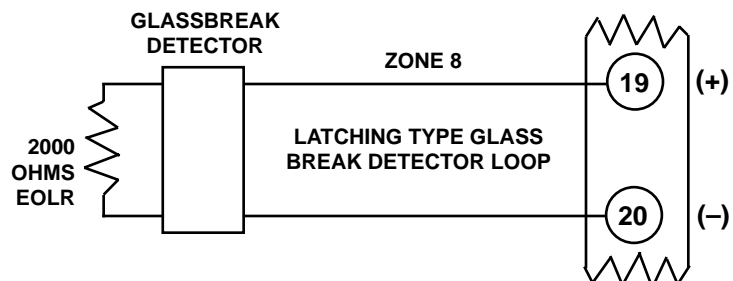 GLASSBREAK
DETECTOR
ZONE 8
19
(+)
2000
OHMS
EOLR
LATCHING TYPE GLASS
BREAK DETECTOR LOOP
20
(–)